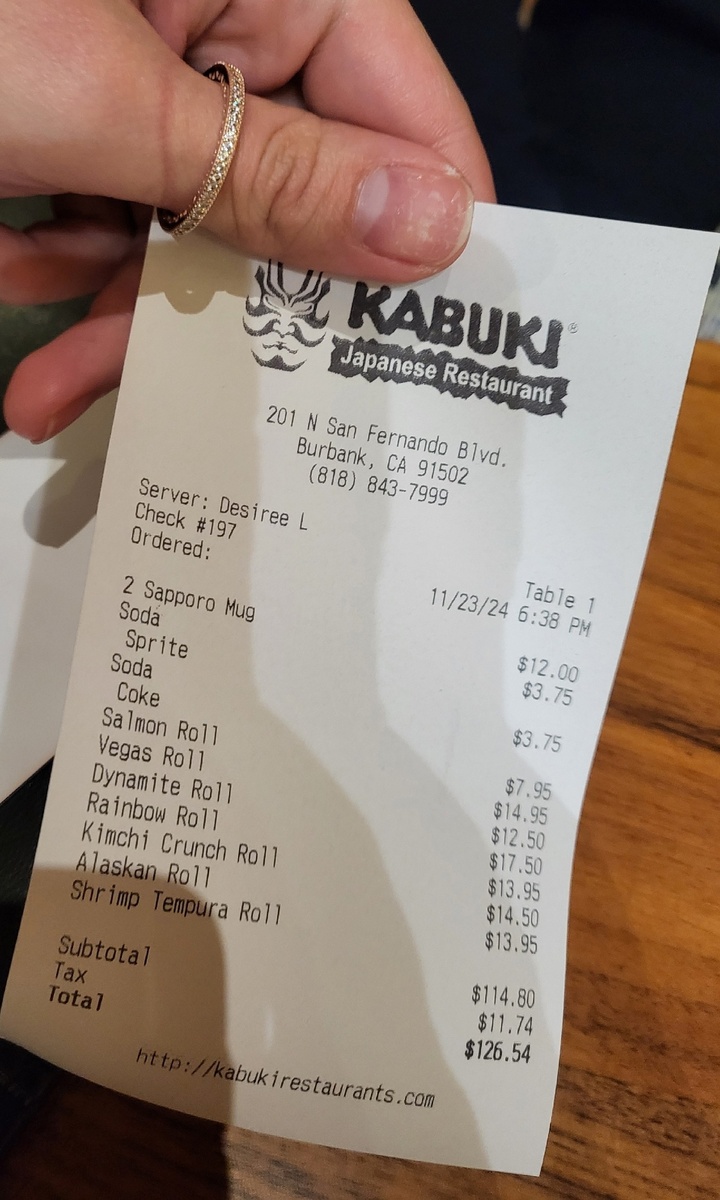 KABUKI®
Japanese Restaurant
201 N San Fernando Blvd.
Burbank, CA 91502
(818) 843-7999
Server: Desiree L
Check #197 Table 1
Ordered: 11/23/24 6:38 PM
2 Sapporo Mug $12.00
Soda $3.75
Sprite
Soda $3.75
Coke
Salmon Roll $7.95
Vegas Roll $14.95
Dynamite Roll $12.50
Rainbow Roll $17.50
Kimchi Crunch Roll $13.95
Alaskan Roll $14.50
Shrimp Tempura Roll $13.95
Subtotal $114.80
Tax $11.74
Total $126.54
http://kabukirestaurants.com